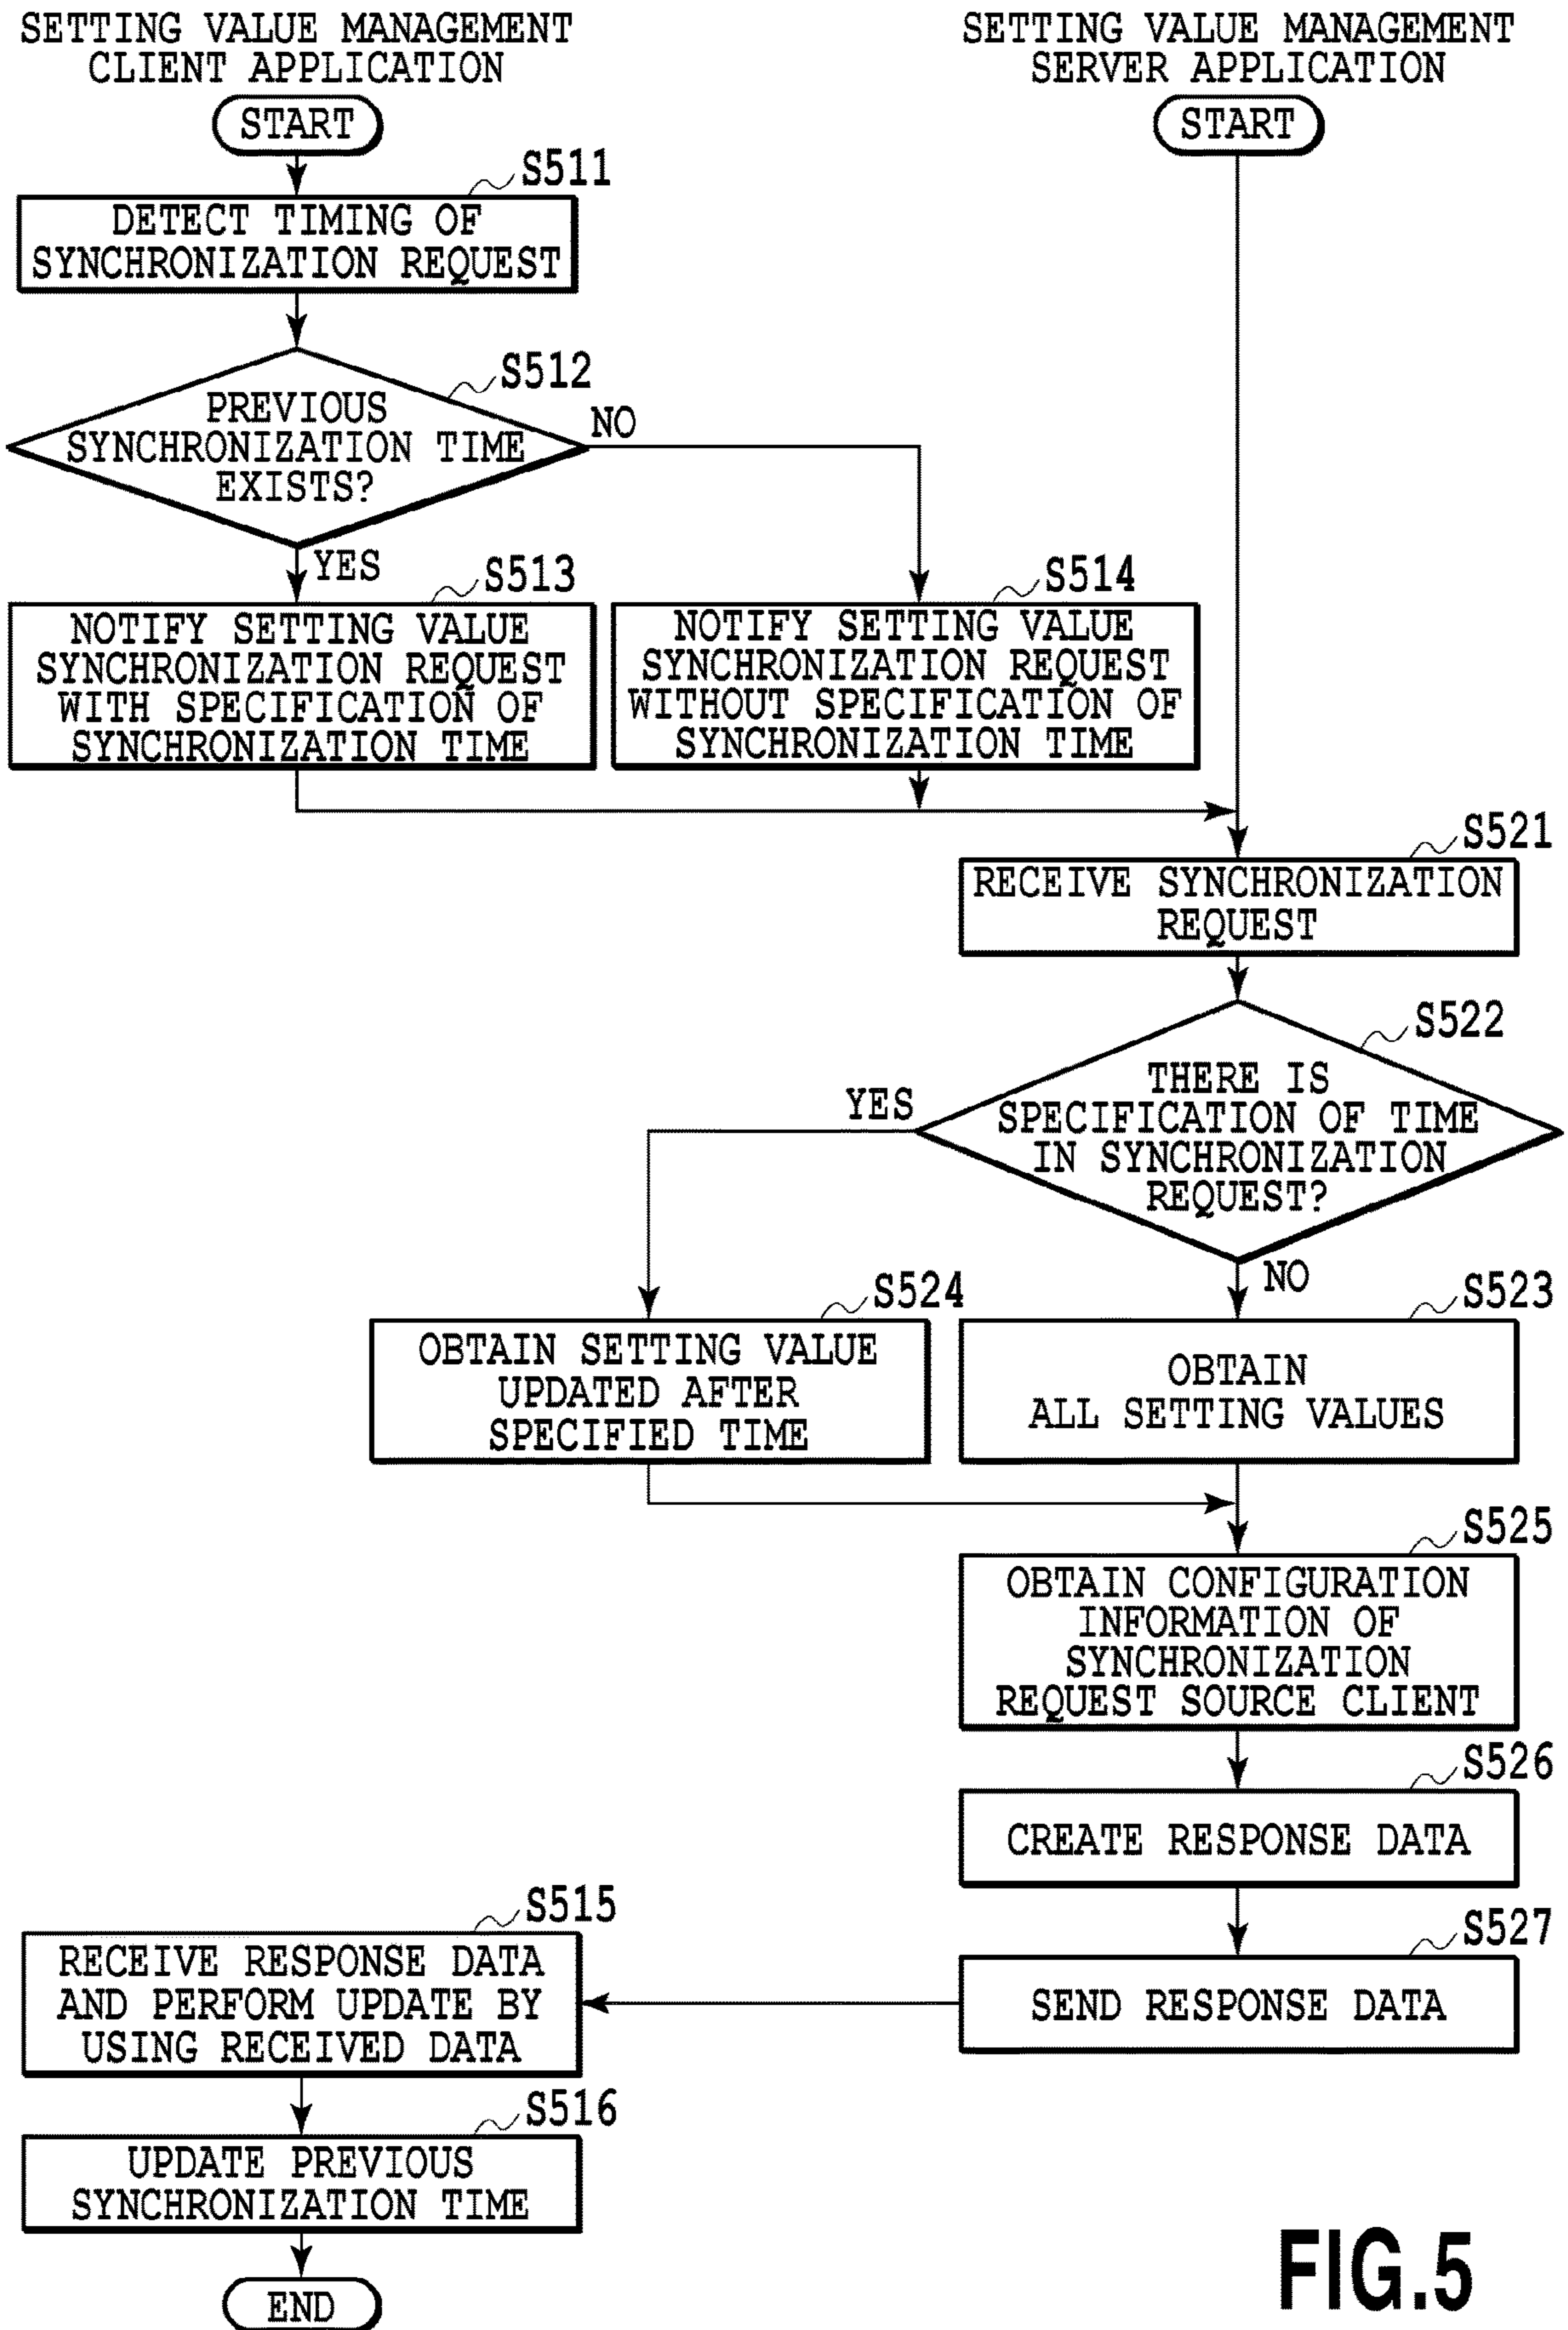 SETTING VALUE MANAGEMENT
CLIENT APPLICATION
START
S511
DETECT TIMING OF
SYNCHRONIZATION REQUEST
S512
PREVIOUS
SYNCHRONIZATION TIME
EXISTS?
NO
YES
S513
NOTIFY SETTING VALUE
SYNCHRONIZATION REQUEST
WITH SPECIFICATION OF
SYNCHRONIZATION TIME
S514
NOTIFY SETTING VALUE
SYNCHRONIZATION REQUEST
WITHOUT SPECIFICATION OF
SYNCHRONIZATION TIME
SETTING VALUE MANAGEMENT
SERVER APPLICATION
START
S521
RECEIVE SYNCHRONIZATION
REQUEST
S522
THERE IS
SPECIFICATION OF TIME
IN SYNCHRONIZATION
REQUEST?
YES
NO
S524
OBTAIN SETTING VALUE
UPDATED AFTER
SPECIFIED TIME
S523
OBTAIN
ALL SETTING VALUES
S525
OBTAIN CONFIGURATION
INFORMATION OF
SYNCHRONIZATION
REQUEST SOURCE CLIENT
S526
CREATE RESPONSE DATA
S527
SEND RESPONSE DATA
S515
RECEIVE RESPONSE DATA
AND PERFORM UPDATE BY
USING RECEIVED DATA
S516
UPDATE PREVIOUS
SYNCHRONIZATION TIME
END
FIG.5